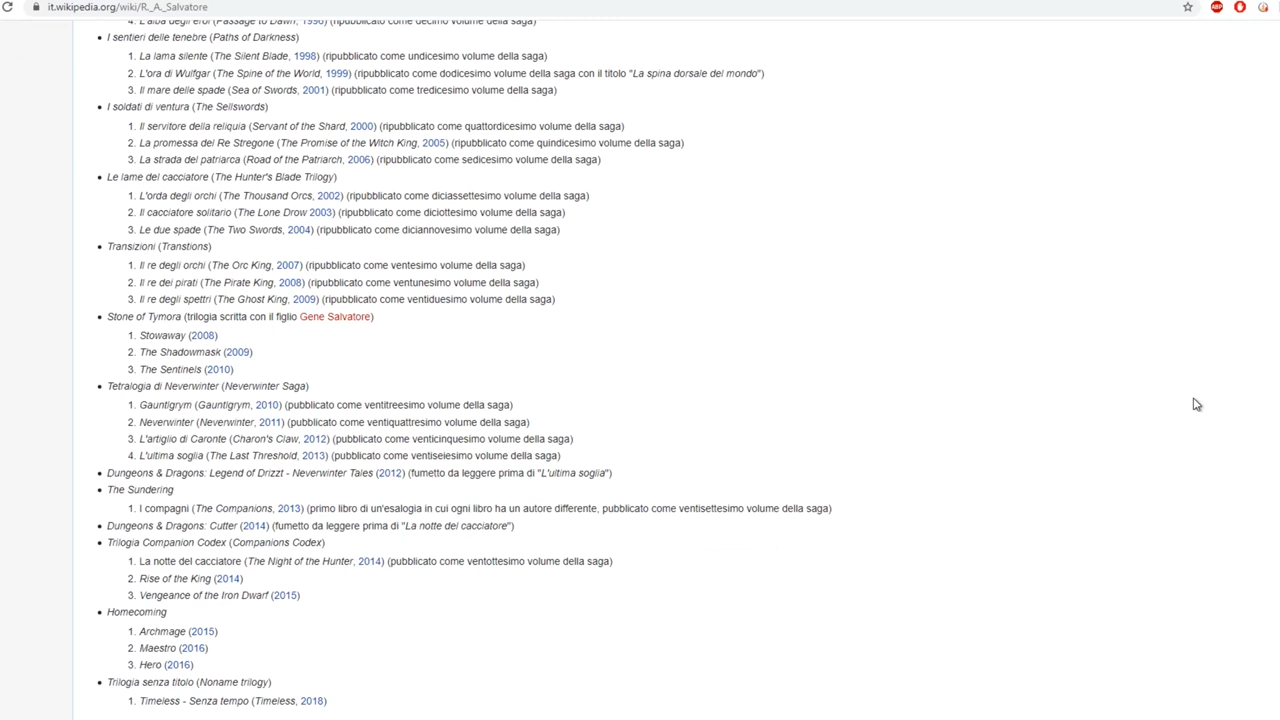 it.wikipedia.org/wiki/R._A._Salvatore
ABP
4. L'alba degli eroi (Passage to Dawn, 1996) (ripubblicato come decimo volume della saga)
• I sentieri delle tenebre (Paths of Darkness)
1. La lama silente (The Silent Blade, 1998) (ripubblicato come undicesimo volume della saga)
2. L'ora di Wulfgar (The Spine of the World, 1999) (ripubblicato come dodicesimo volume della saga con il titolo "La spina dorsale del mondo")
3. Il mare delle spade (Sea of Swords, 2001) (ripubblicato come tredicesimo volume della saga)
• I soldati di ventura (The Sellswords)
1. Il servitore della reliquia (Servant of the Shard, 2000) (ripubblicato come quattordicesimo volume della saga)
2. La promessa del Re Stregone (The Promise of the Witch King, 2005) (ripubblicato come quindicesimo volume della saga)
3. La strada del patriarca (Road of the Patriarch, 2006) (ripubblicato come sedicesimo volume della saga)
• Le lame del cacciatore (The Hunter's Blade Trilogy)
1. L'orda degli orchi (The Thousand Orcs, 2002) (ripubblicato come diciassettesimo volume della saga)
2. Il cacciatore solitario (The Lone Drow 2003) (ripubblicato come diciottesimo volume della saga)
3. Le due spade (The Two Swords, 2004) (ripubblicato come diciannovesimo volume della saga)
• Transizioni (Transtions)
1. Il re degli orchi (The Orc King, 2007) (ripubblicato come ventesimo volume della saga)
2. Il re dei pirati (The Pirate King, 2008) (ripubblicato come ventunesimo volume della saga)
3. Il re degli spettri (The Ghost King, 2009) (ripubblicato come ventiduesimo volume della saga)
• Stone of Tymora (trilogia scritta con il figlio Gene Salvatore)
1. Stowaway (2008)
2. The Shadowmask (2009)
3. The Sentinels (2010)
• Tetralogia di Neverwinter (Neverwinter Saga)
1. Gauntlgrym (Gauntlgrym, 2010) (pubblicato come ventitreesimo volume della saga)
2. Neverwinter (Neverwinter, 2011) (pubblicato come ventiquattresimo volume della saga)
3. L'artiglio di Caronte (Charon's Claw, 2012) (pubblicato come venticinquesimo volume della saga)
4. L'ultima soglia (The Last Threshold, 2013) (pubblicato come ventiseiesimo volume della saga)
• Dungeons & Dragons: Legend of Drizzt - Neverwinter Tales (2012) (fumetto da leggere prima di "L'ultima soglia")
• The Sundering
1. I compagni (The Companions, 2013) (primo libro di un'esalogia in cui ogni libro ha un autore differente, pubblicato come ventisettesimo volume della saga)
• Dungeons & Dragons: Cutter (2014) (fumetto da leggere prima di "La notte del cacciatore")
• Trilogia Companion Codex (Companions Codex)
1. La notte del cacciatore (The Night of the Hunter, 2014) (pubblicato come ventottesimo volume della saga)
2. Rise of the King (2014)
3. Vengeance of the Iron Dwarf (2015)
• Homecoming
1. Archmage (2015)
2. Maestro (2016)
3. Hero (2016)
• Trilogia senza titolo (Noname trilogy)
1. Timeless - Senza tempo (Timeless, 2018)